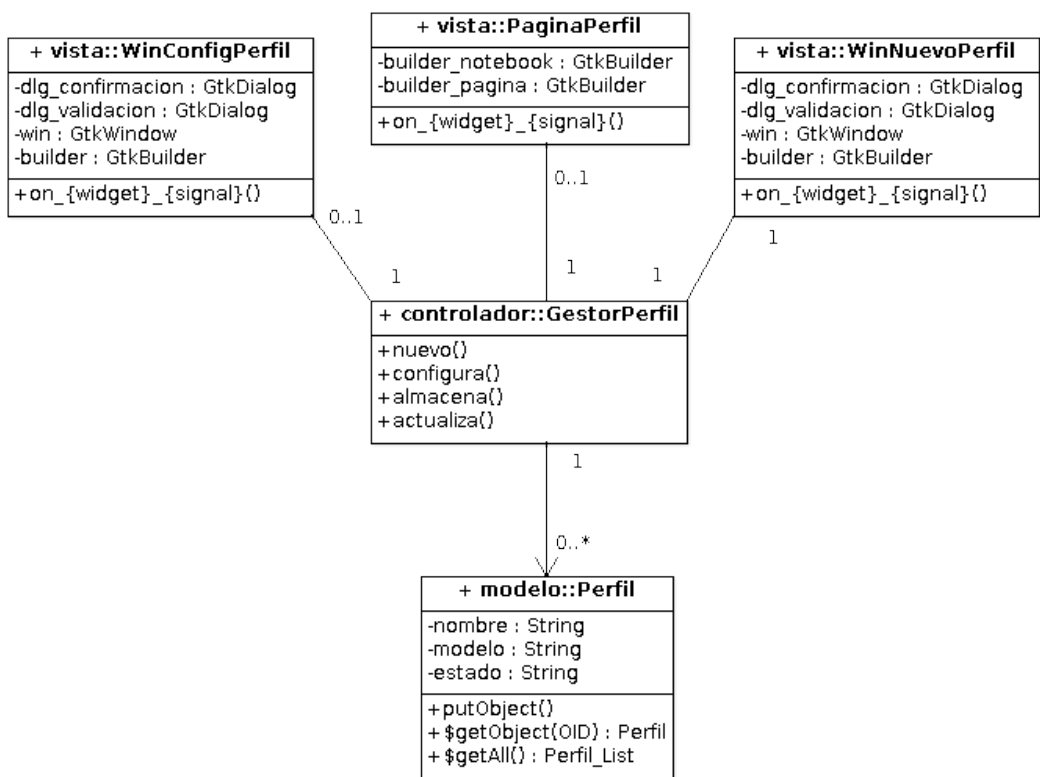 + vista::WinConfigPerfil
-dlg_confirmacion : GtkDialog
-dlg_validacion : GtkDialog
-win : GtkWindow
-builder : GtkBuilder
+on_{widget}_{signal}()
+ vista::PaginaPerfil
-builder_notebook : GtkBuilder
-builder_pagina : GtkBuilder
+on_{widget}_{signal}()
+ vista::WinNuevoPerfil
-dlg_confirmacion : GtkDialog
-dlg_validacion : GtkDialog
-win : GtkWindow
-builder : GtkBuilder
+on_{widget}_{signal}()
0..1
0..1
1
1
1
1
+ controlador::GestorPerfil
+nuevo()
+configura()
+almacena()
+actualiza()
1
0..*
+ modelo::Perfil
-nombre : String
-modelo : String
-estado : String
+putObject()
+$getObject(OID) : Perfil
+$getAll() : Perfil_List